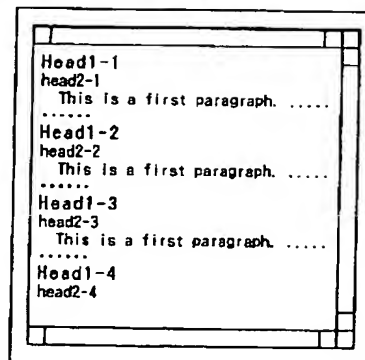 Head1-1
head2-1
This is a first paragraph. .....
......
Head1-2
head2-2
This is a first paragraph. .....
......
Head1-3
head2-3
This is a first paragraph. .....
......
Head1-4
head2-4